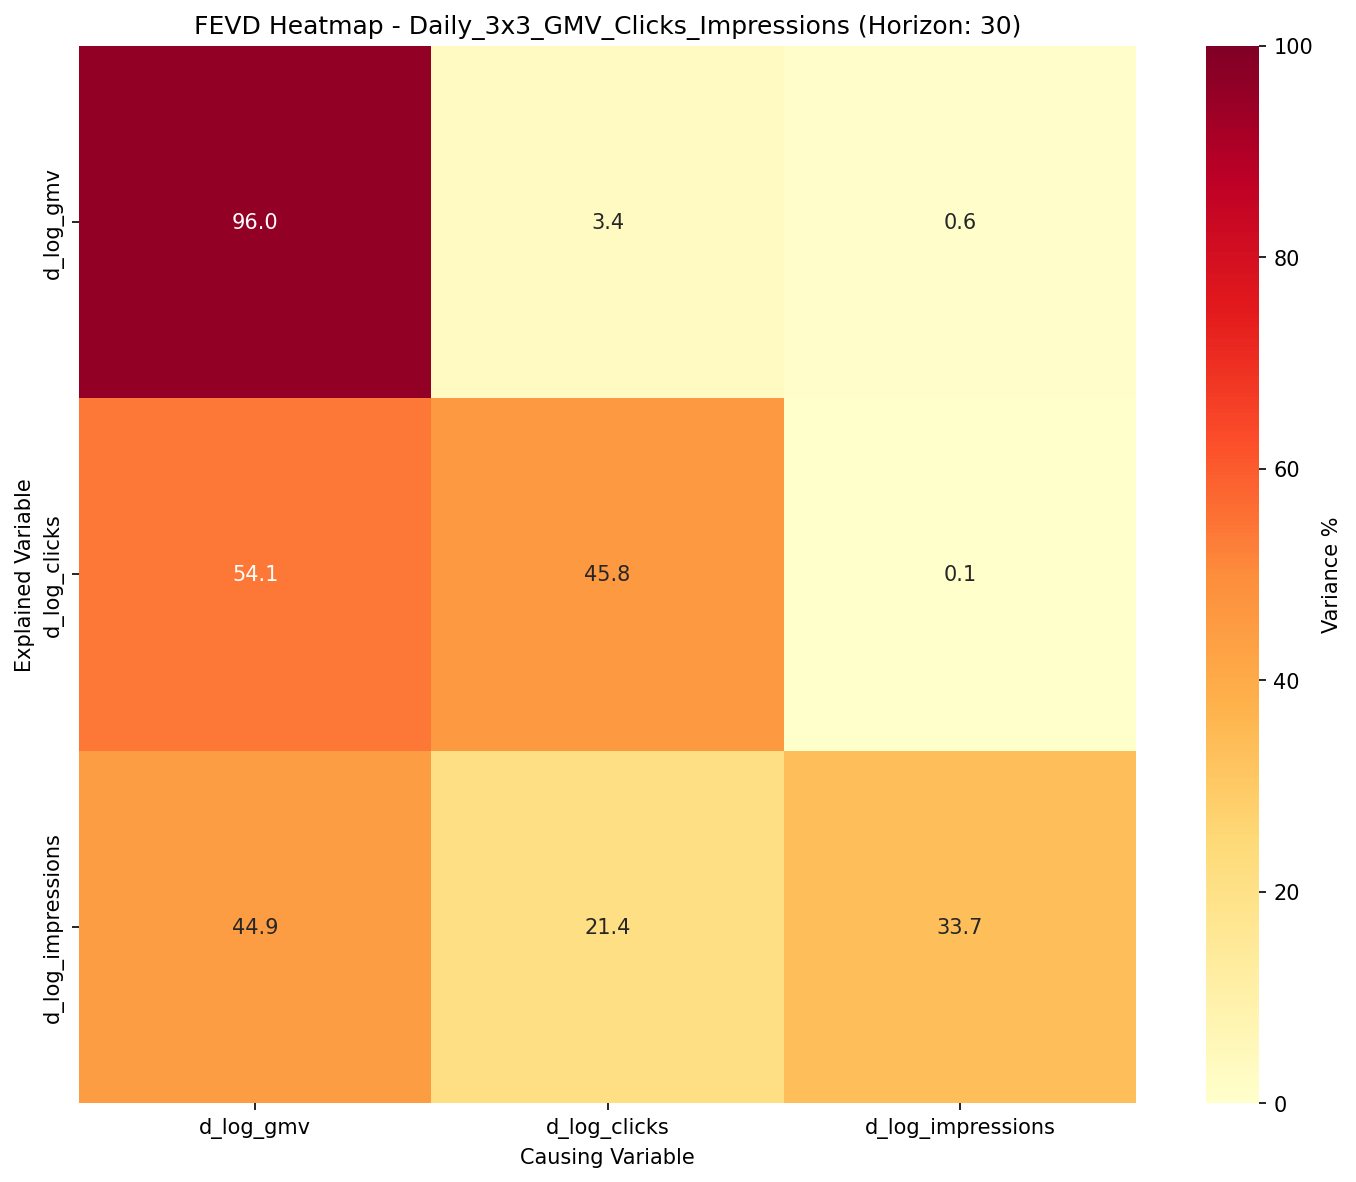 FEVD Heatmap - Daily_3x3_GMV_Clicks_Impressions (Horizon: 30)
Explained Variable
d_log_gmv
96.0
3.4
0.6
d_log_clicks
54.1
45.8
0.1
d_log_impressions
44.9
21.4
33.7
d_log_gmv
d_log_clicks
d_log_impressions
Causing Variable
100
80
60
40
20
0
Variance %